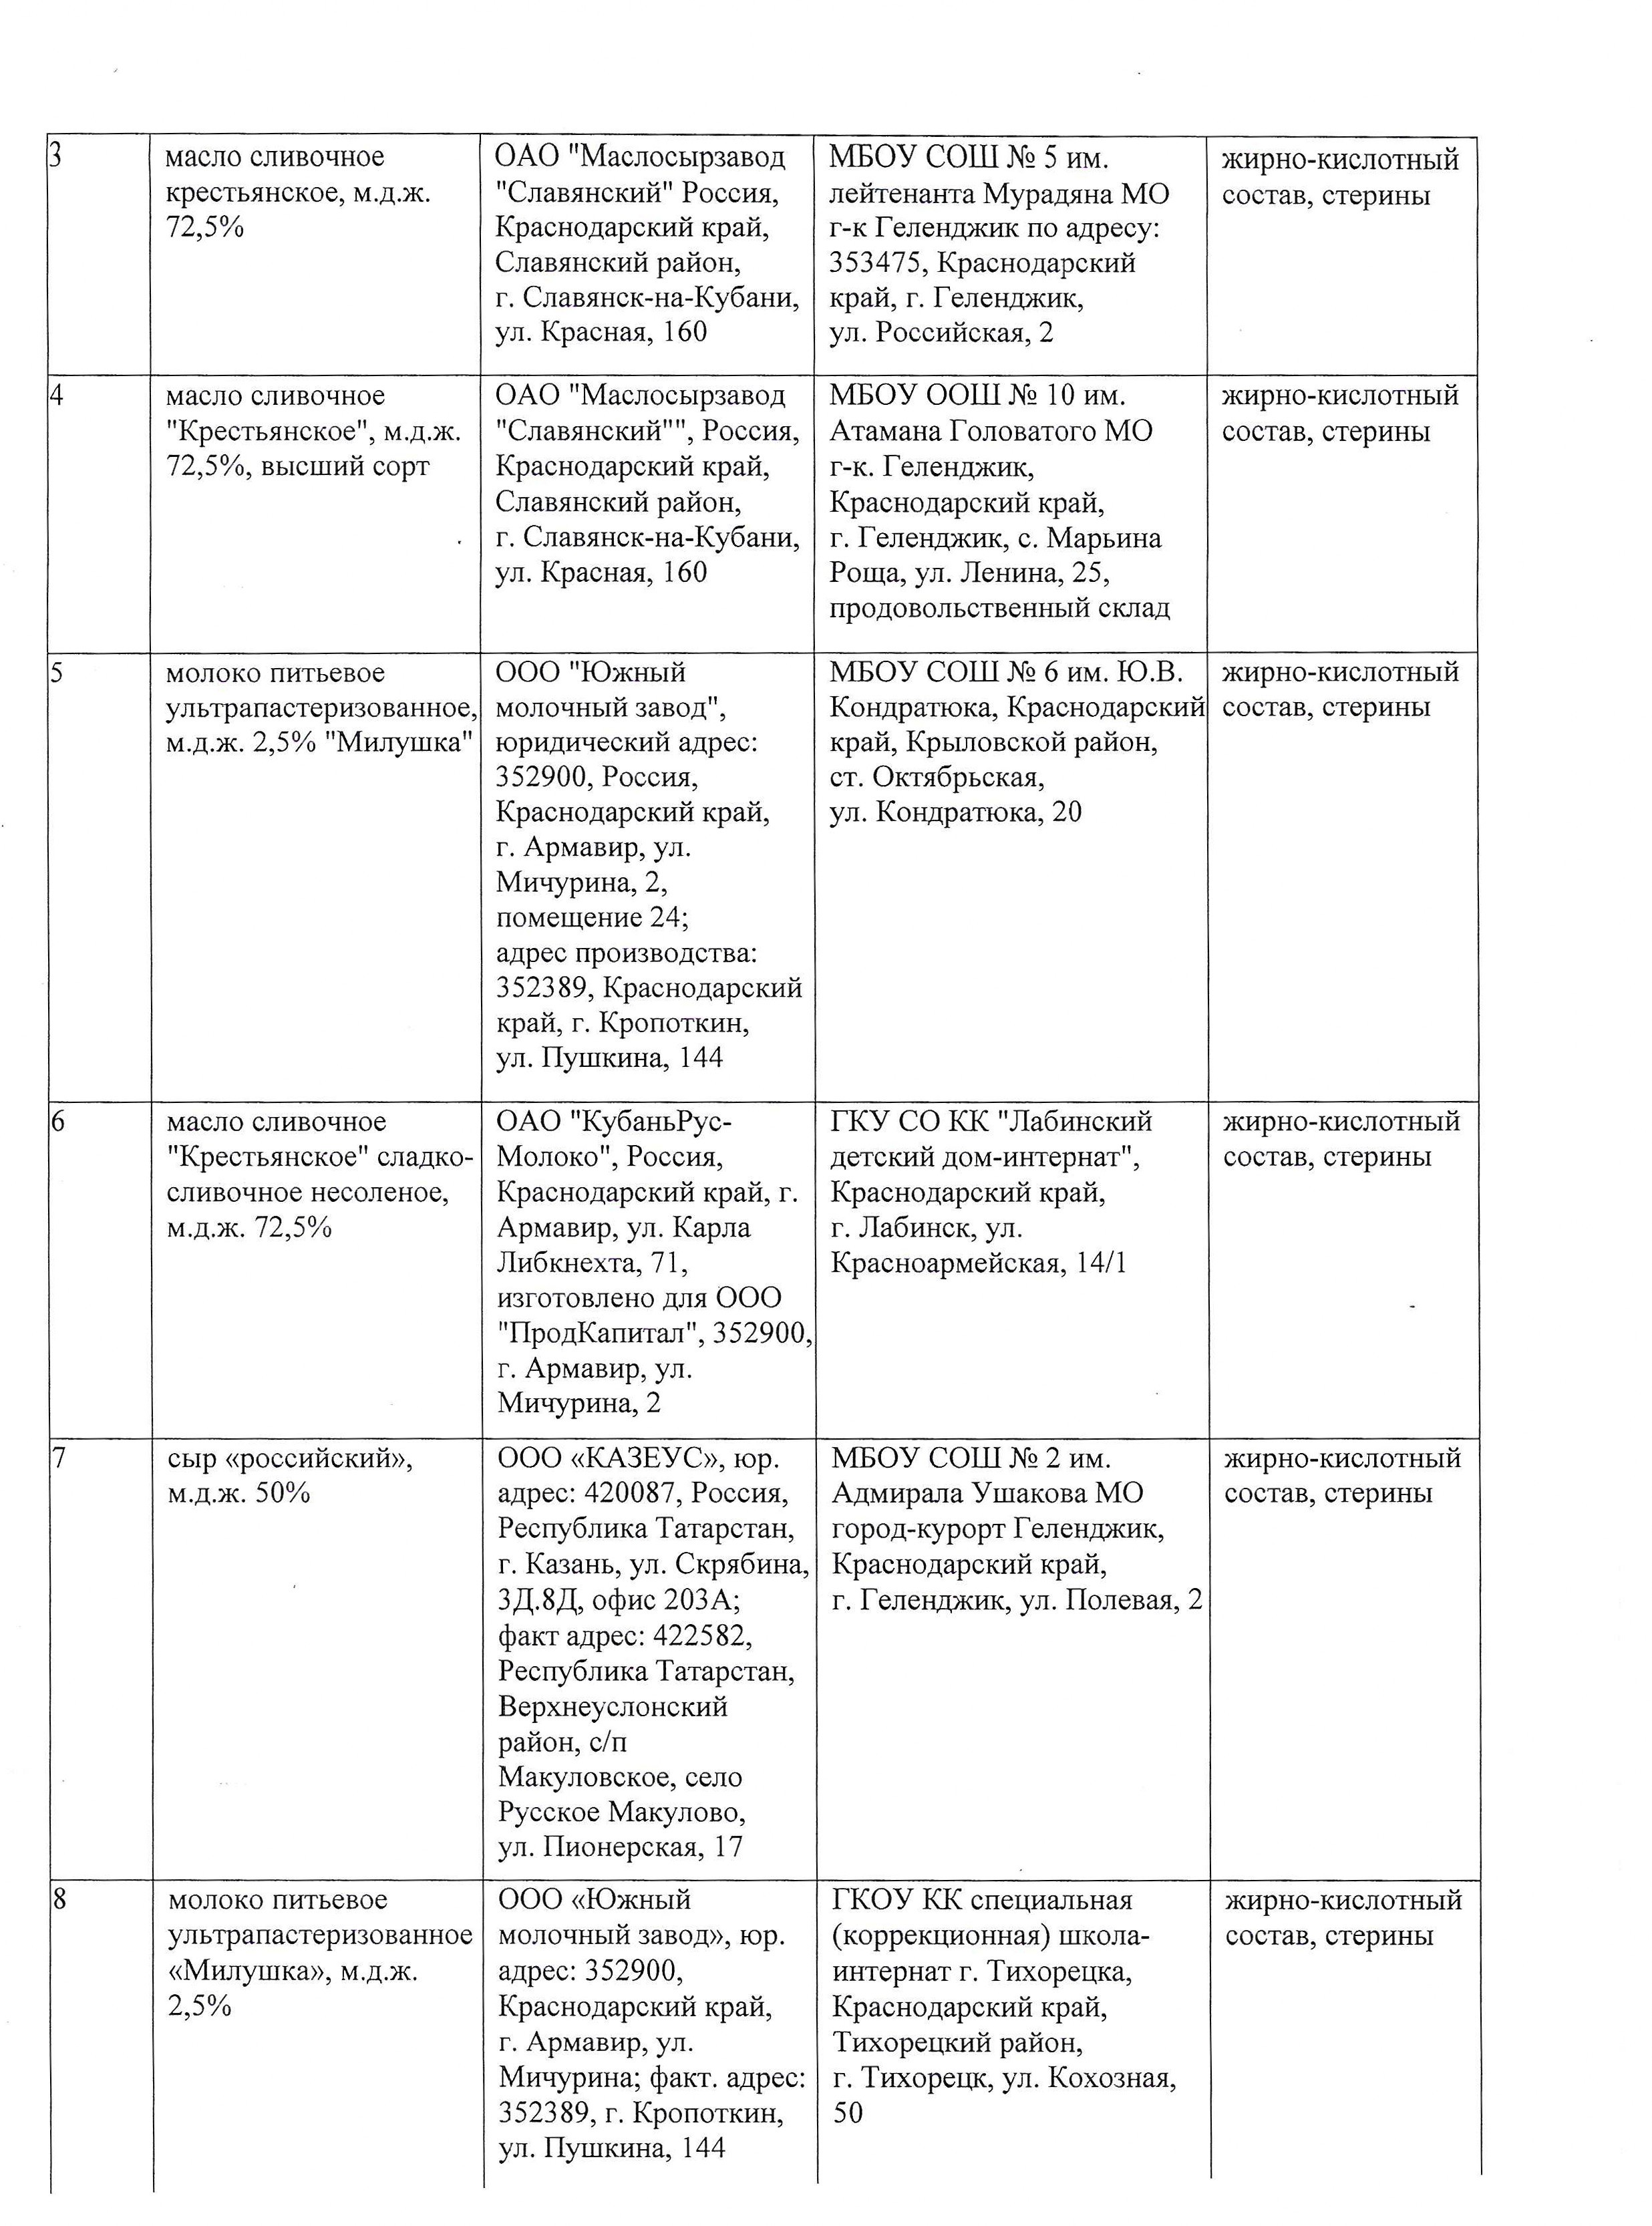 3
масло сливочное
крестьянское, м.д.ж.
72,5%
ОАО "Маслосырзавод
"Славянский" Россия,
Краснодарский край,
Славянский район,
г. Славянск-на-Кубани,
ул. Красная, 160
МБОУ СОШ № 5 им.
лейтенанта Мурадяна МО
г-к Геленджик по адресу:
353475, Краснодарский
край, г. Геленджик,
ул. Российская, 2
жирно-кислотный
состав, стерины
4
масло сливочное
"Крестьянское", м.д.ж.
72,5%, высший сорт
ОАО "Маслосырзавод
"Славянский"", Россия,
Краснодарский край,
Славянский район,
г. Славянск-на-Кубани,
ул. Красная, 160
МБОУ ООШ № 10 им.
Атамана Головатого МО
г-к. Геленджик,
Краснодарский край,
г. Геленджик, с. Марьина
Роща, ул. Ленина, 25,
продовольственный склад
жирно-кислотный
состав, стерины
5
молоко питьевое
ультрапастеризованное,
м.д.ж. 2,5% "Милушка"
ООО "Южный
молочный завод",
юридический адрес:
352900, Россия,
Краснодарский край,
г. Армавир, ул.
Мичурина, 2,
помещение 24;
адрес производства:
352389, Краснодарский
край, г. Кропоткин,
ул. Пушкина, 144
МБОУ СОШ № 6 им. Ю.В.
Кондратюка, Краснодарский
край, Крыловской район,
ст. Октябрьская,
ул. Кондратюка, 20
жирно-кислотный
состав, стерины
6
масло сливочное
"Крестьянское" сладко-
сливочное несоленое,
м.д.ж. 72,5%
ОАО "КубаньРус-
Молоко", Россия,
Краснодарский край, г.
Армавир, ул. Карла
Либкнехта, 71,
изготовлено для ООО
"ПродКапитал", 352900,
г. Армавир, ул.
Мичурина, 2
ГКУ СО КК "Лабинский
детский дом-интернат",
Краснодарский край,
г. Лабинск, ул.
Красноармейская, 14/1
жирно-кислотный
состав, стерины
7
сыр «российский»,
м.д.ж. 50%
ООО «КАЗЕУС», юр.
адрес: 420087, Россия,
Республика Татарстан,
г. Казань, ул. Скрябина,
3Д.8Д, офис 203А;
факт адрес: 422582,
Республика Татарстан,
Верхнеуслонский
район, с/п
Макуловское, село
Русское Макулово,
ул. Пионерская, 17
МБОУ СОШ № 2 им.
Адмирала Ушакова МО
город-курорт Геленджик,
Краснодарский край,
г. Геленджик, ул. Полевая, 2
жирно-кислотный
состав, стерины
8
молоко питьевое
ультрапастеризованное
«Милушка», м.д.ж.
2,5%
ООО «Южный
молочный завод», юр.
адрес: 352900,
Краснодарский край,
г. Армавир, ул.
Мичурина; факт. адрес:
352389, г. Кропоткин,
ул. Пушкина, 144
ГКОУ КК специальная
(коррекционная) школа-
интернат г. Тихорецка,
Краснодарский край,
Тихорецкий район,
г. Тихорецк, ул. Кохозная,
50
жирно-кислотный
состав, стерины